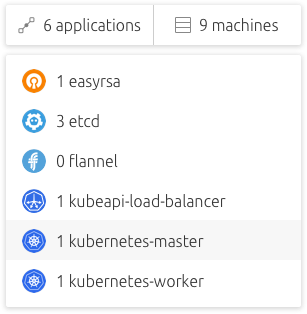 6 applications
9 machines
1 easyrsa
3 etcd
0 flannel
1 kubeapi-load-balancer
1 kubernetes-master
1 kubernetes-worker